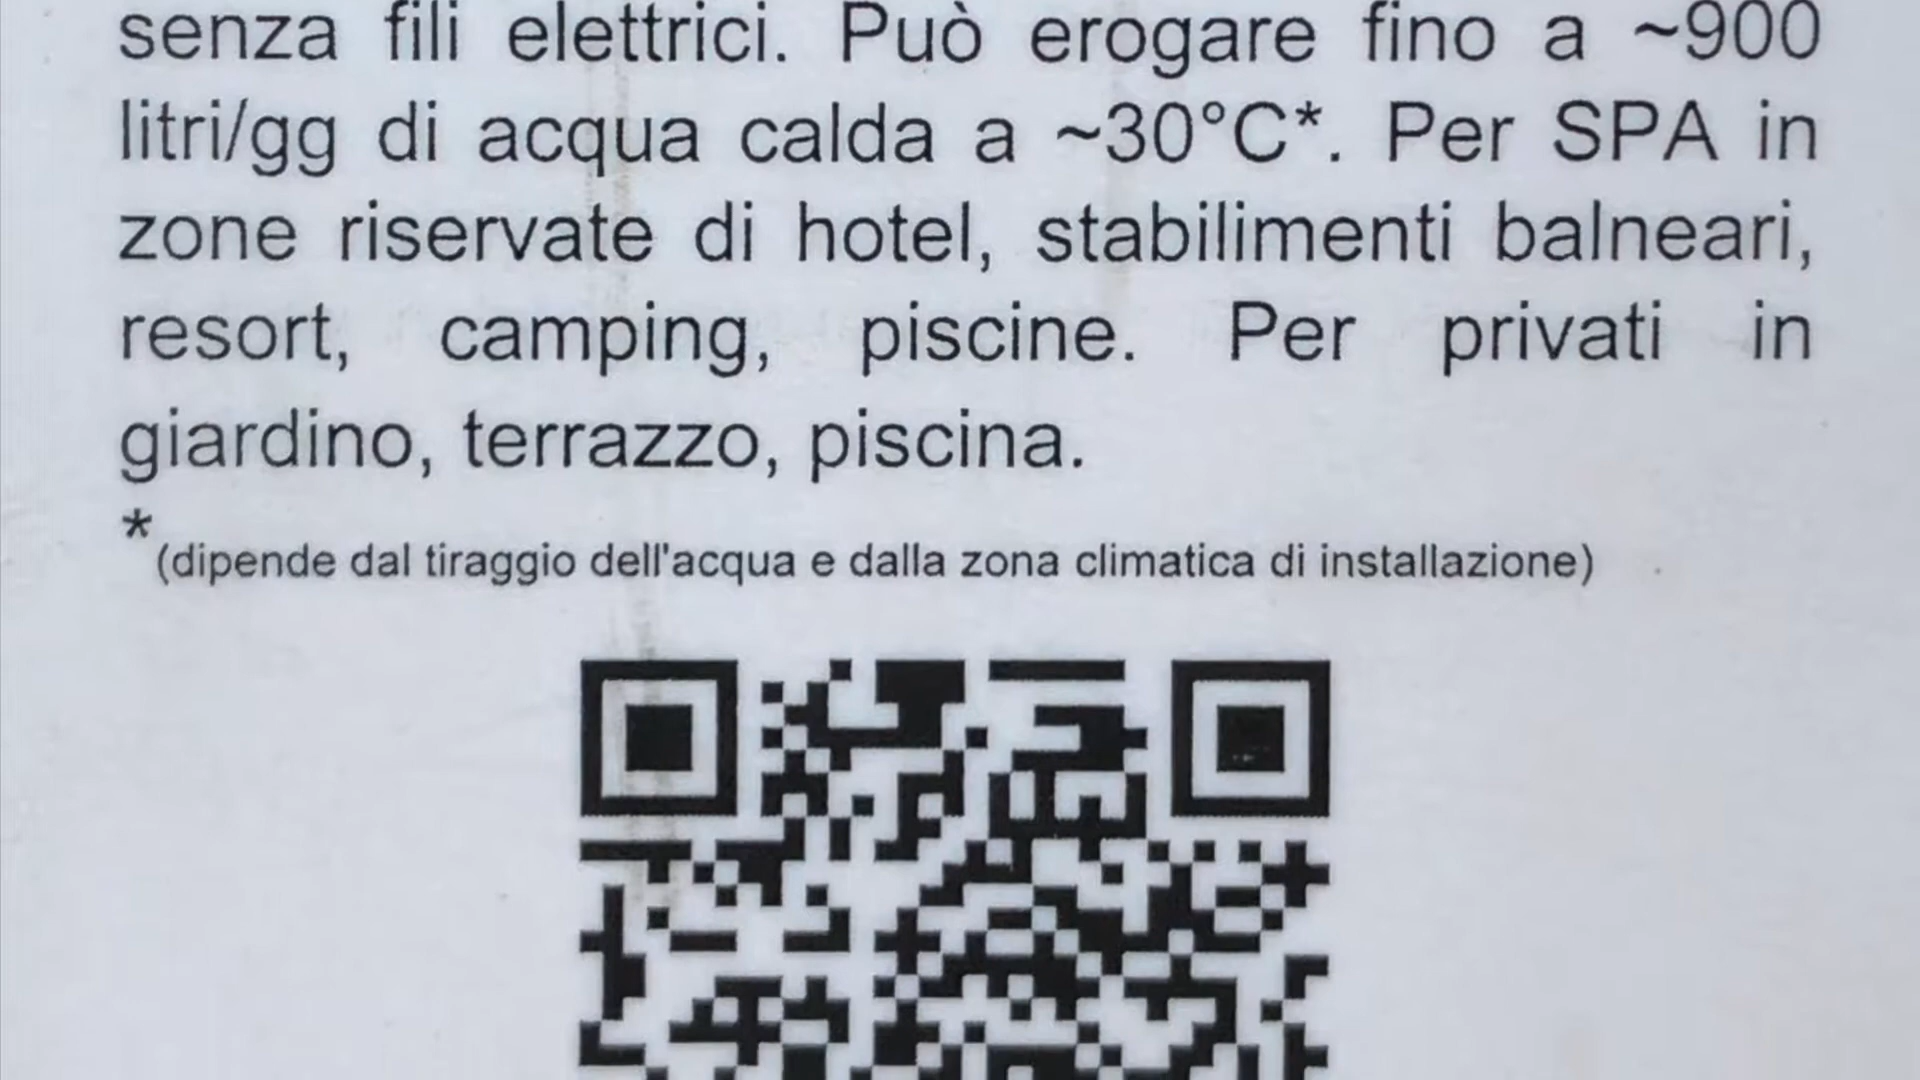 senza fili elettrici. Può erogare fino a ~900
litri/gg di acqua calda a ~30°C*. Per SPA in
zone riservate di hotel, stabilimenti balneari,
resort, camping, piscine. Per privati in
giardino, terrazzo, piscina.
*(dipende dal tiraggio dell'acqua e dalla zona climatica di installazione)